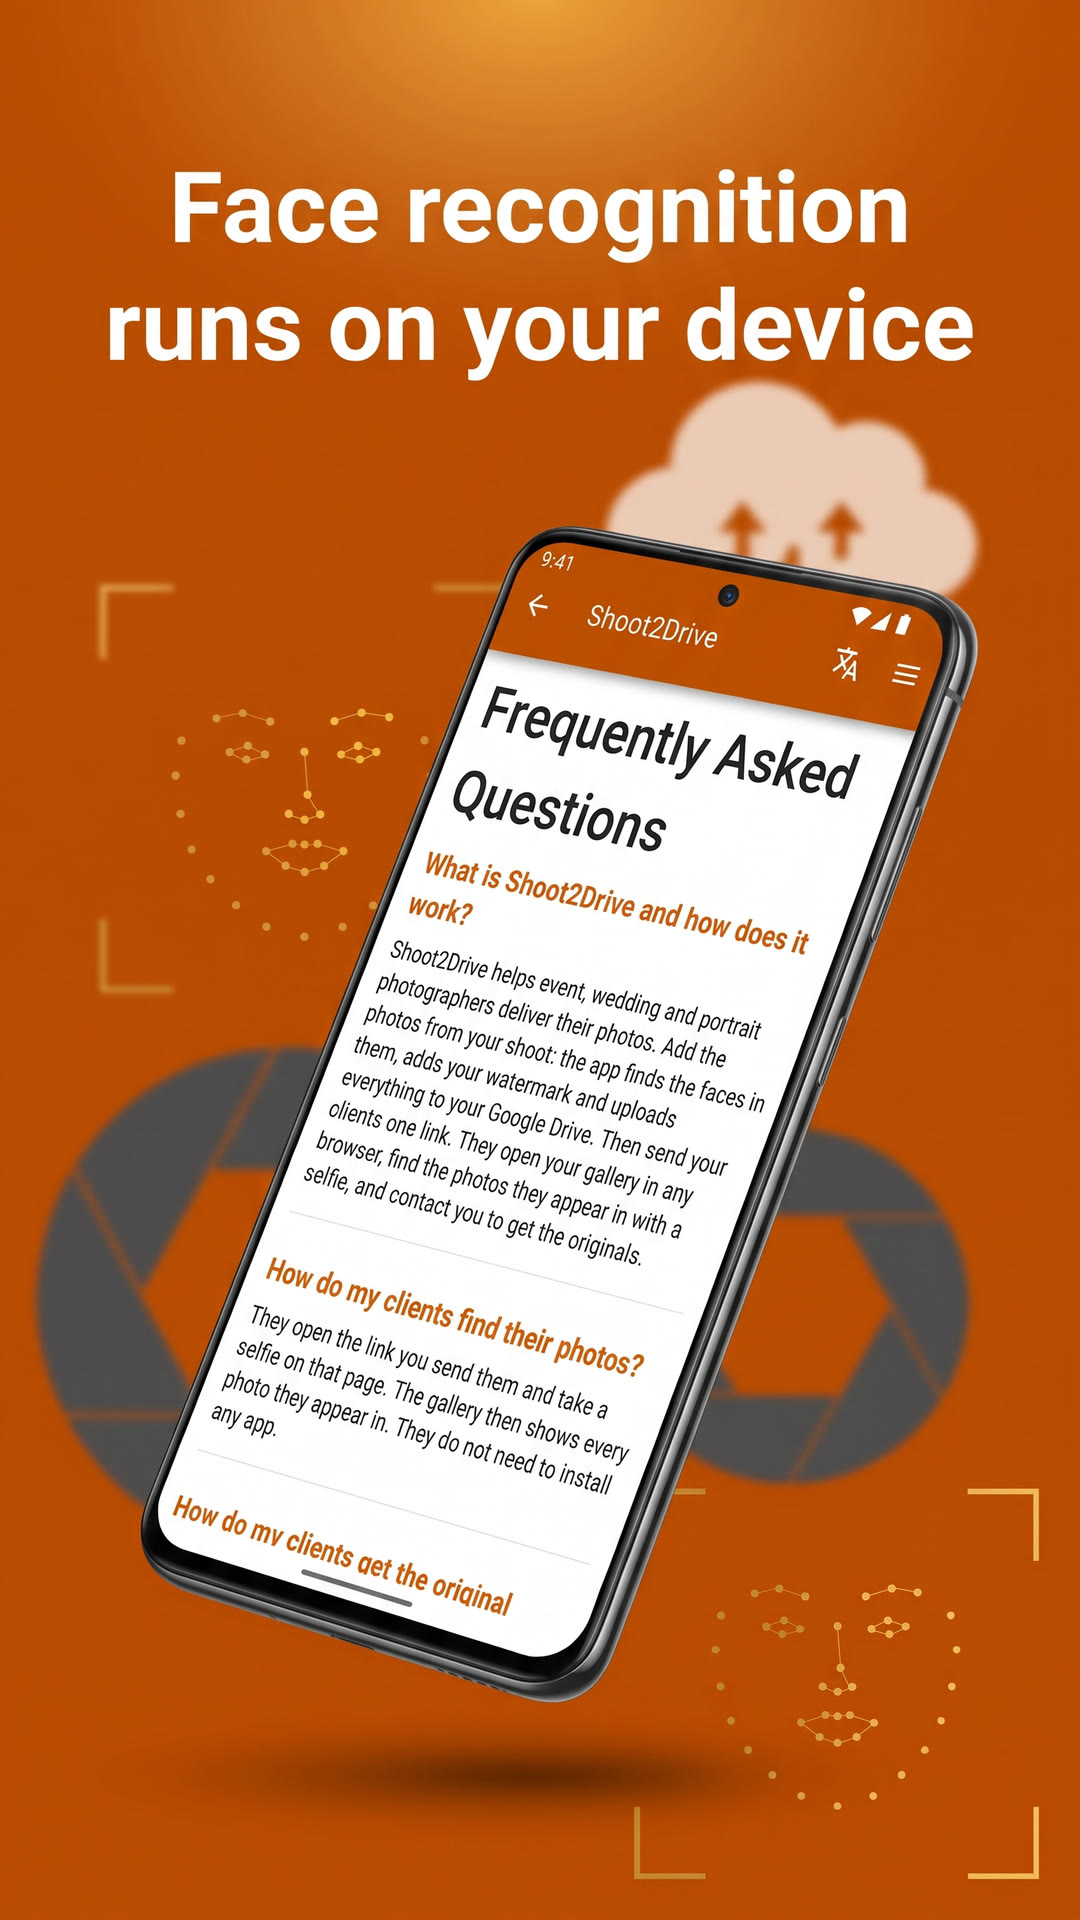 Face recognition
runs on your device
9:41
Shoot2Drive
Frequently Asked
Questions
What is Shoot2Drive and how does it
work?
Shoot2Drive helps event, wedding and portrait
photographers deliver their photos. Add the
photos from your shoot: the app finds the faces in
them, adds your watermark and uploads
everything to your Google Drive. Then send your
olients one link. They open your gallery in any
browser, find the photos they appear in with a
selfie, and contact you to get the originals.
How do my clients find their photos?
They open the link you send them and take a
selfie on that page. The gallery then shows every
photo they appear in. They do not need to install
any app.
How do my clients get the original